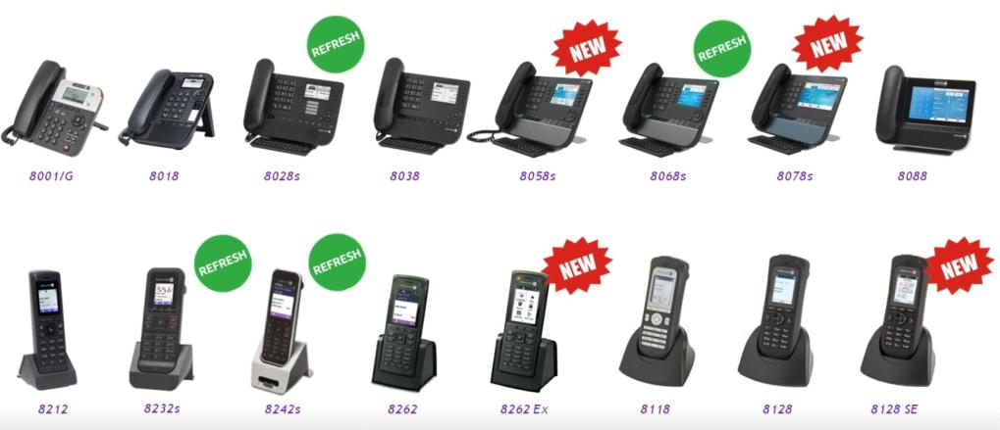 REFRESH
NEW
REFRESH
NEW
8001/G
8018
8028s
8038
8058s
8068s
8078s
8088
REFRESH
REFRESH
NEW
NEW
8212
8232s
8242s
8262
8262 Ex
8118
8128
8128 SE